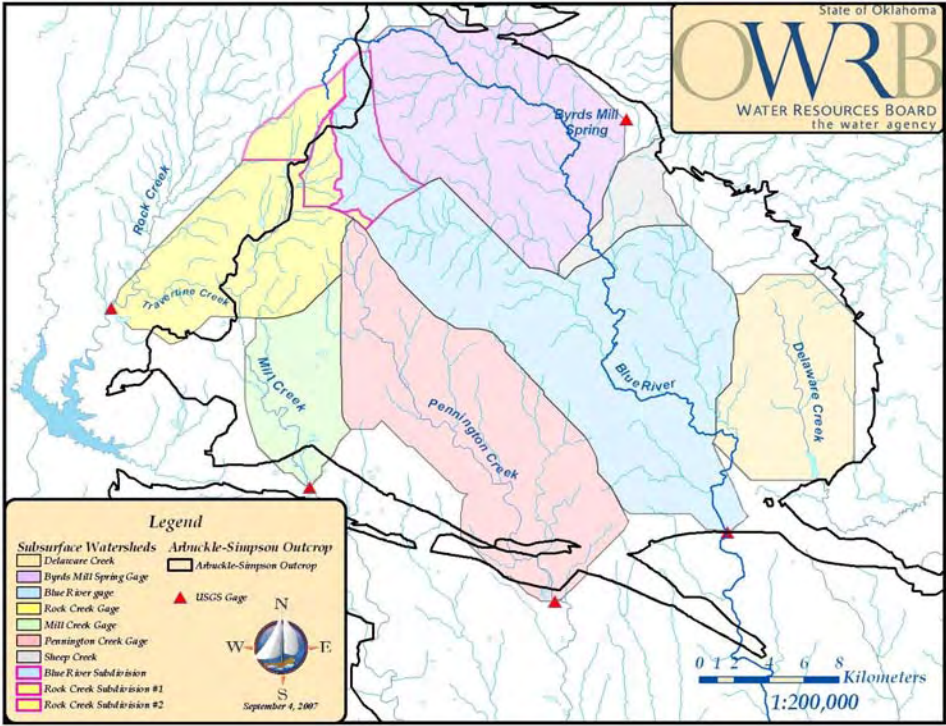 State of Oklahoma
OWRB
WATER RESOURCES BOARD
the water agency
Byrds Mill
Spring
Rock Creek
Travertine Creek
Mill Creek
Pennington Creek
Blue River
Delaware Creek
Legend
Subsurface Watersheds
Delaware Creek
Byrds Mill Spring Gage
Blue River gage
Rock Creek Gage
Mill Creek Gage
Pennington Creek Gage
Sheep Creek
Blue River Subdivision
Rock Creek Subdivision #1
Rock Creek Subdivision #2
Arbuckle-Simpson Outcrop
Arbuckle-Simpson Outcrop
USGS Gage
N
W E
S
September 4, 2007
0 1 2 4 6 8
Kilometers
1:200,000